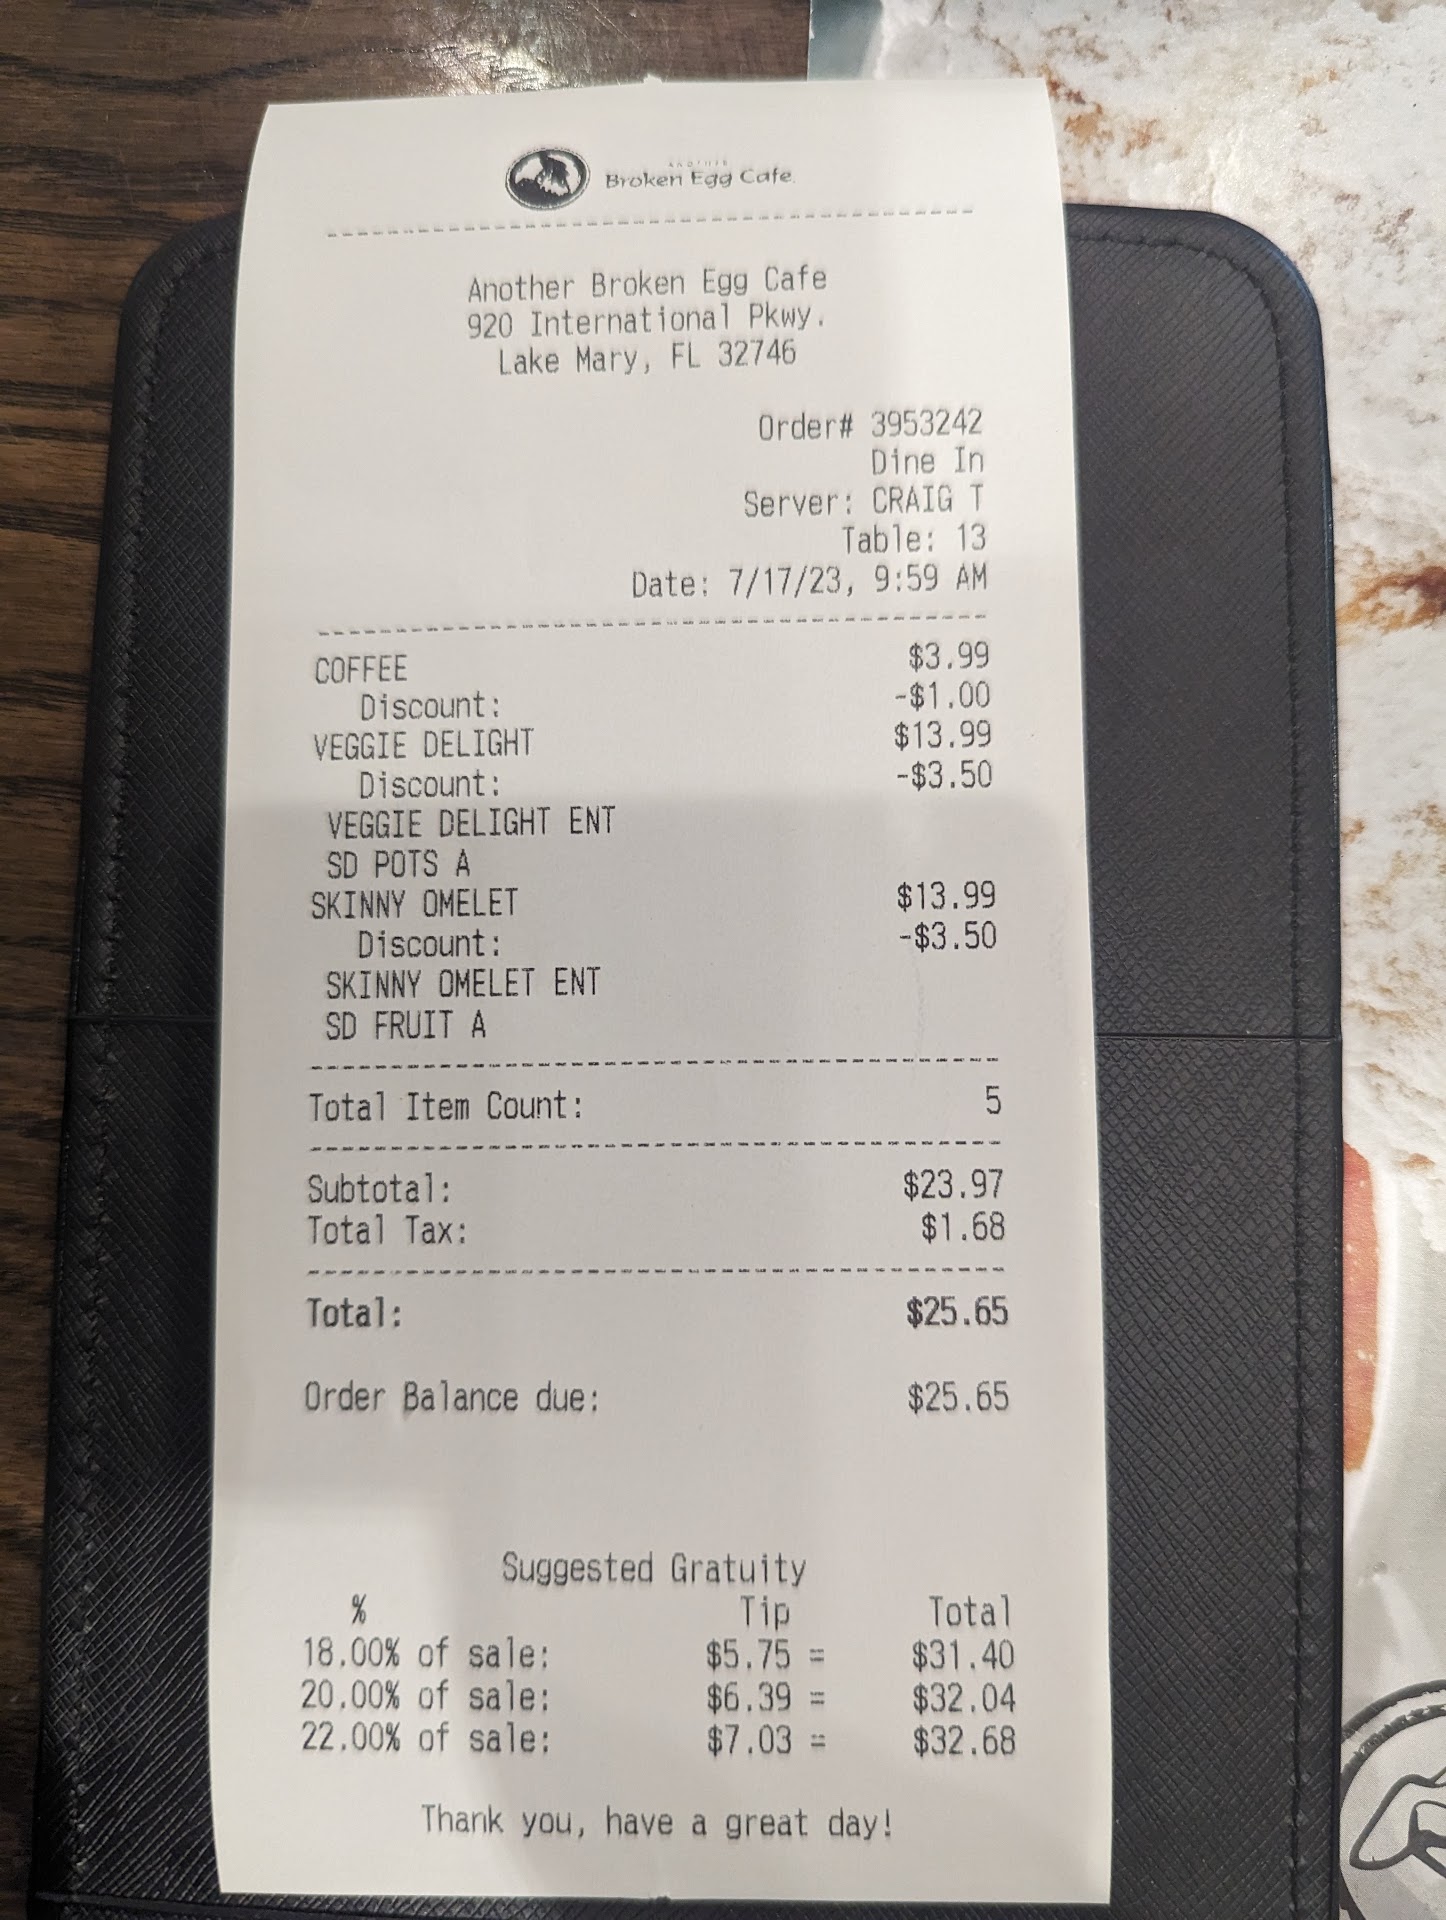 ANOTHER
Broken Egg Cafe.
Another Broken Egg Cafe
920 International Pkwy.
Lake Mary, FL 32746
Order# 3953242
Dine In
Server: CRAIG T
Table: 13
Date: 7/17/23, 9:59 AM
COFFEE $3.99
Discount: -$1.00
VEGGIE DELIGHT $13.99
Discount: -$3.50
VEGGIE DELIGHT ENT
SD POTS A
SKINNY OMELET $13.99
Discount: -$3.50
SKINNY OMELET ENT
SD FRUIT A
Total Item Count: 5
Subtotal: $23.97
Total Tax: $1.68
Total: $25.65
Order Balance due: $25.65
Suggested Gratuity
% Tip Total
18.00% of sale: $5.75 = $31.40
20.00% of sale: $6.39 = $32.04
22.00% of sale: $7.03 = $32.68
Thank you, have a great day!